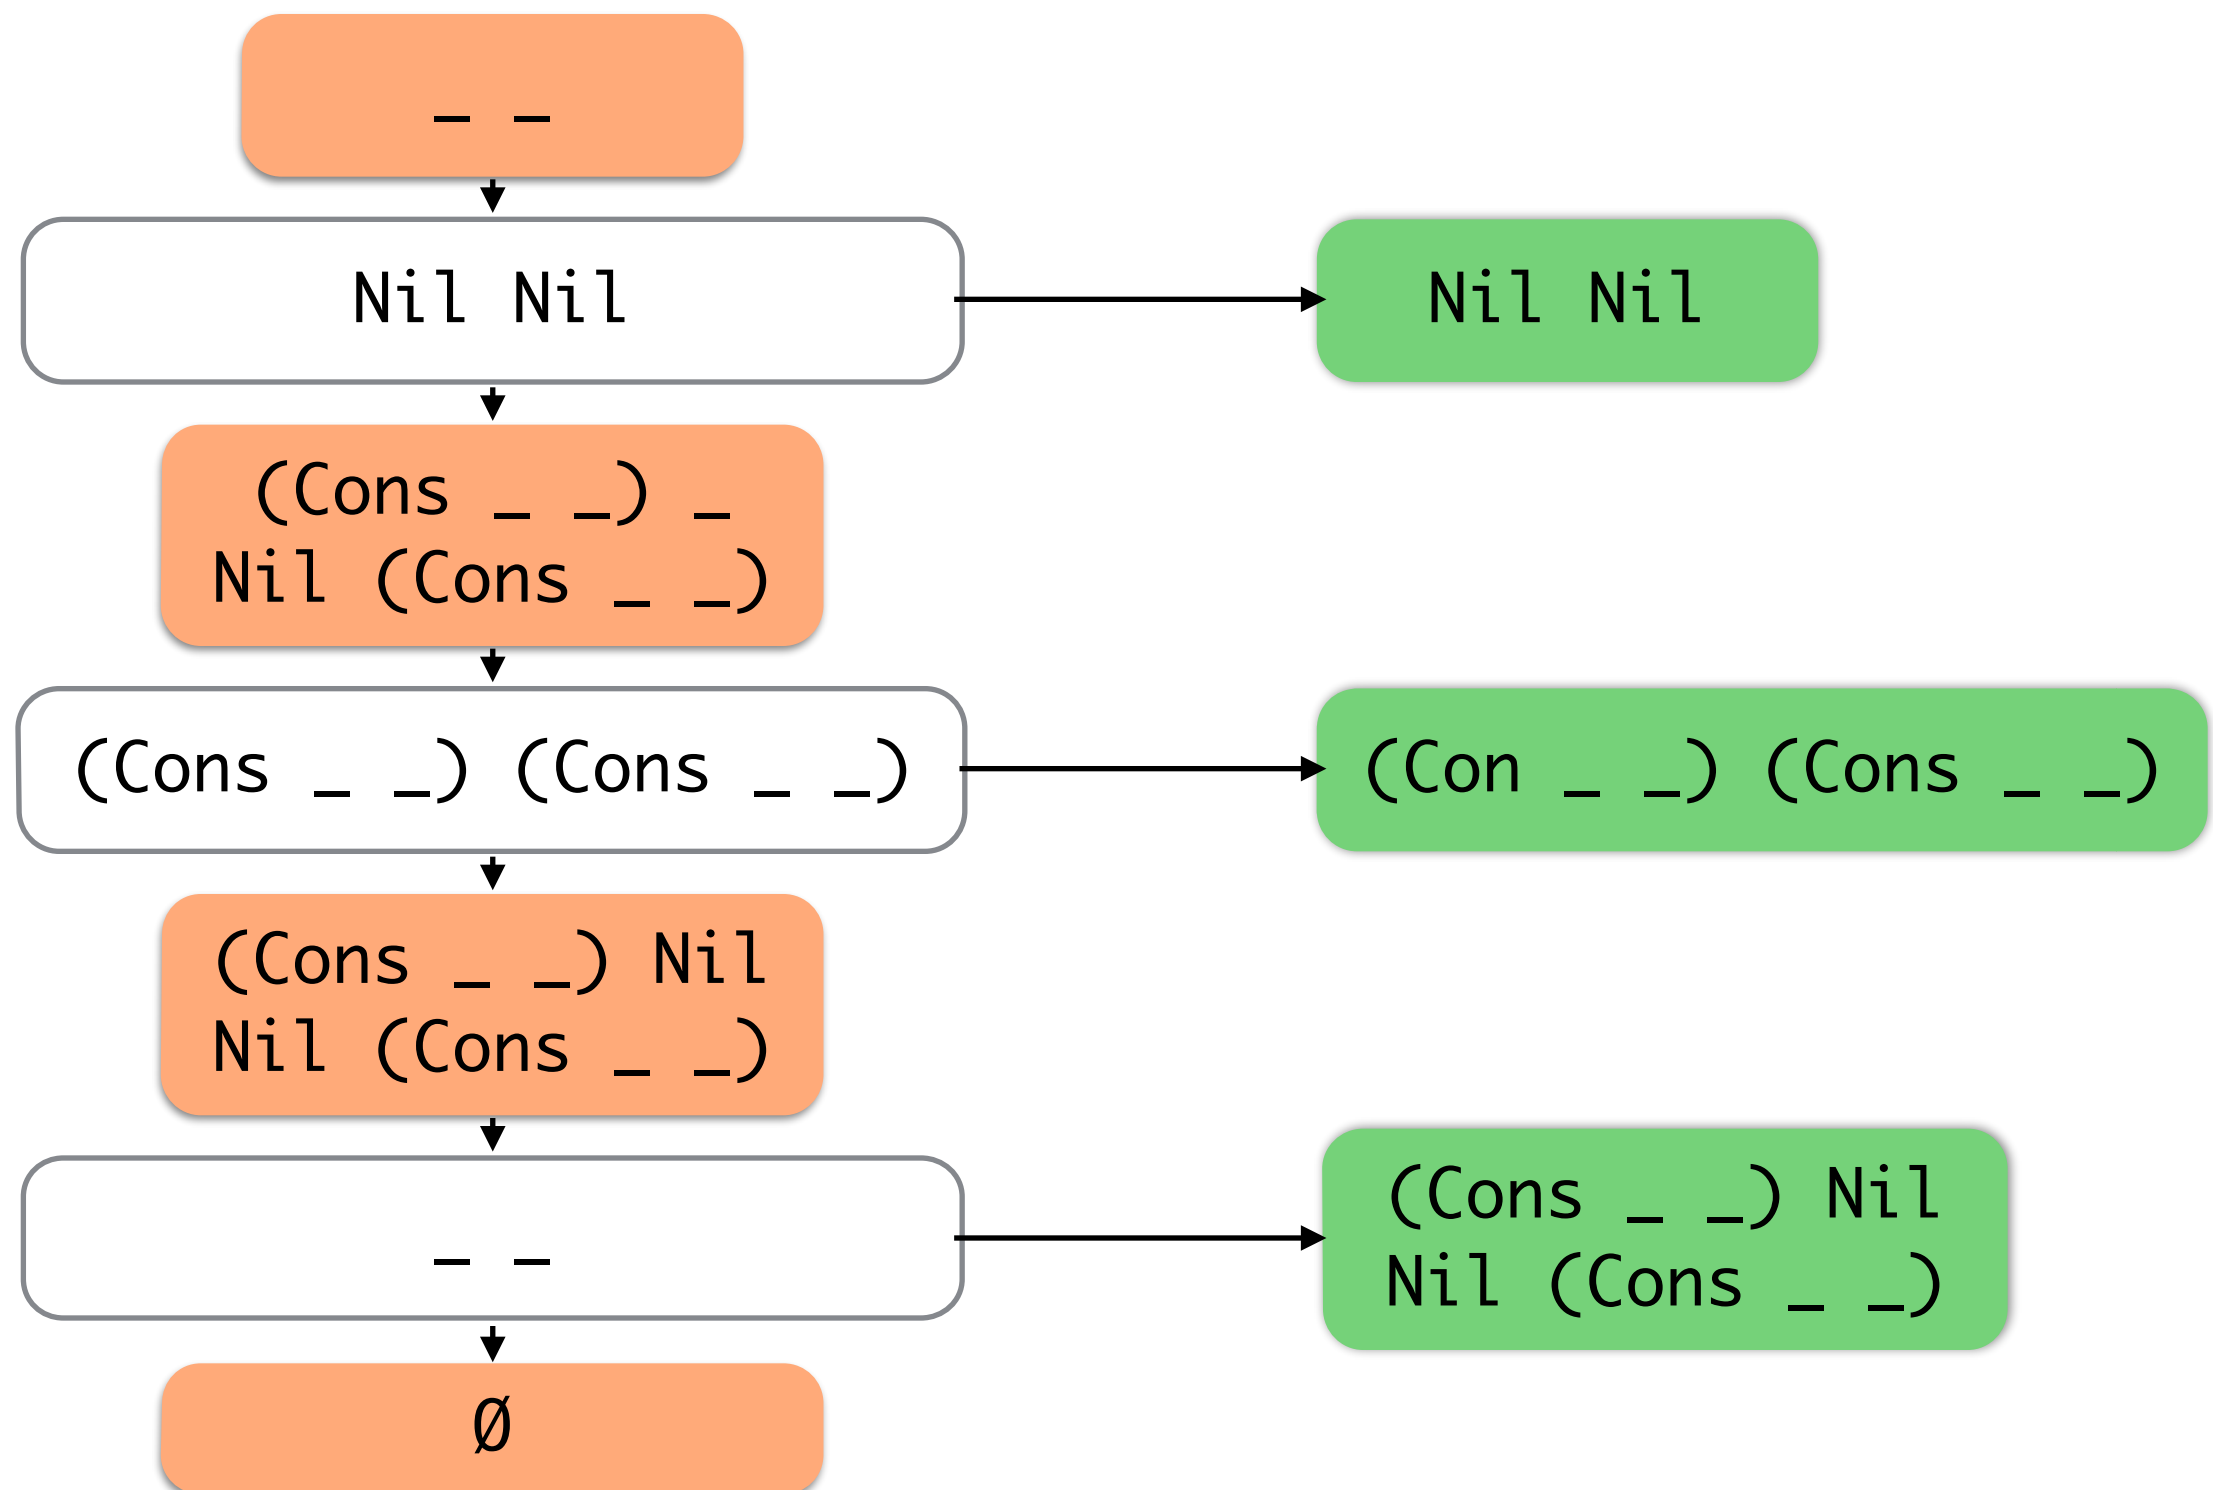 _ _
Nil Nil
Nil Nil
(Cons _ _) _
Nil (Cons _ _)
(Cons _ _) (Cons _ _)
(Con _ _) (Cons _ _)
(Cons _ _) Nil
Nil (Cons _ _)
_ _
(Cons _ _) Nil
Nil (Cons _ _)
Ø